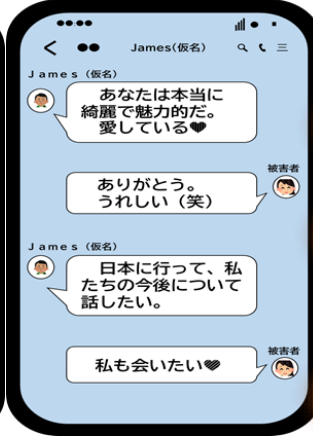 James(仮名)
James（仮名）
あなたは本当に
綺麗で魅力的だ。
愛している♥
被害者
ありがとう。
うれしい（笑）
James（仮名）
日本に行って、私
たちの今後について
話したい。
被害者
私も会いたい♥